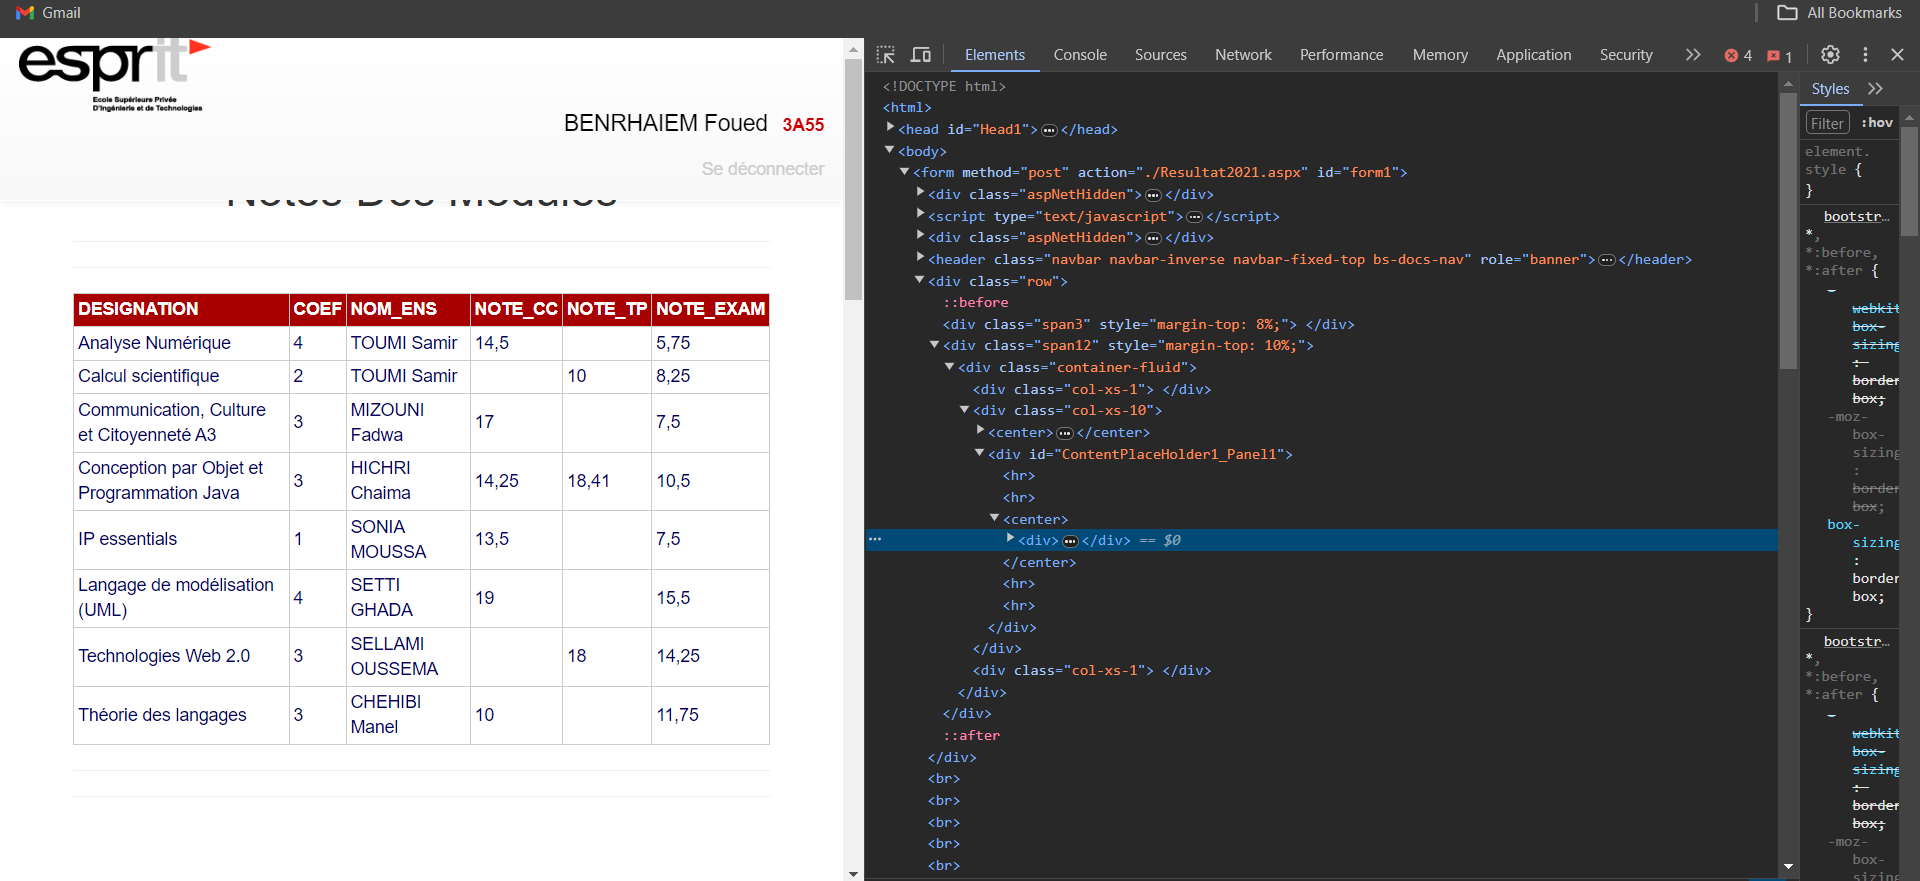 Gmail
All Bookmarks
esprit
Ecole Supérieure Privée
D'Ingénierie et de Technologies
BENRHAIEM Foued 3A55
Se déconnecter
Notes Des Modules
DESIGNATION COEF NOM_ENS NOTE_CC NOTE_TP NOTE_EXAM
Analyse Numérique 4 TOUMI Samir 14,5 5,75
Calcul scientifique 2 TOUMI Samir 10 8,25
Communication, Culture et Citoyenneté A3 3 MIZOUNI Fadwa 17 7,5
Conception par Objet et Programmation Java 3 HICHRI Chaima 14,25 18,41 10,5
IP essentials 1 SONIA MOUSSA 13,5 7,5
Langage de modélisation (UML) 4 SETTI GHADA 19 15,5
Technologies Web 2.0 3 SELLAMI OUSSEMA 18 14,25
Théorie des langages 3 CHEHIBI Manel 10 11,75
Elements Console Sources Network Performance Memory Application Security 4 1
<!DOCTYPE html>
<html>
<head id="Head1">…</head>
<body>
<form method="post" action="./Resultat2021.aspx" id="form1">
<div class="aspNetHidden">…</div>
<script type="text/javascript">…</script>
<div class="aspNetHidden">…</div>
<header class="navbar navbar-inverse navbar-fixed-top bs-docs-nav" role="banner">…</header>
<div class="row">
::before
<div class="span3" style="margin-top: 8%;"> </div>
<div class="span12" style="margin-top: 10%;">
<div class="container-fluid">
<div class="col-xs-1"> </div>
<div class="col-xs-10">
<center>…</center>
<div id="ContentPlaceHolder1_Panel1">
<hr>
<hr>
<center>
<div>…</div> == $0
</center>
<hr>
<hr>
</div>
</div>
<div class="col-xs-1"> </div>
</div>
</div>
::after
</div>
<br>
<br>
<br>
<br>
<br>
Styles
Filter :hov
element.
style {
}
bootstr…
*,
*:before,
*:after {
webkit
box-
sizing
:
border
box;
-moz-
box-
sizing
:
border
box;
box-
sizing
:
border
box;
}
bootstr…
*,
*:before,
*:after {
webkit
box-
sizing
:
border
box;
-moz-
box-
sizing